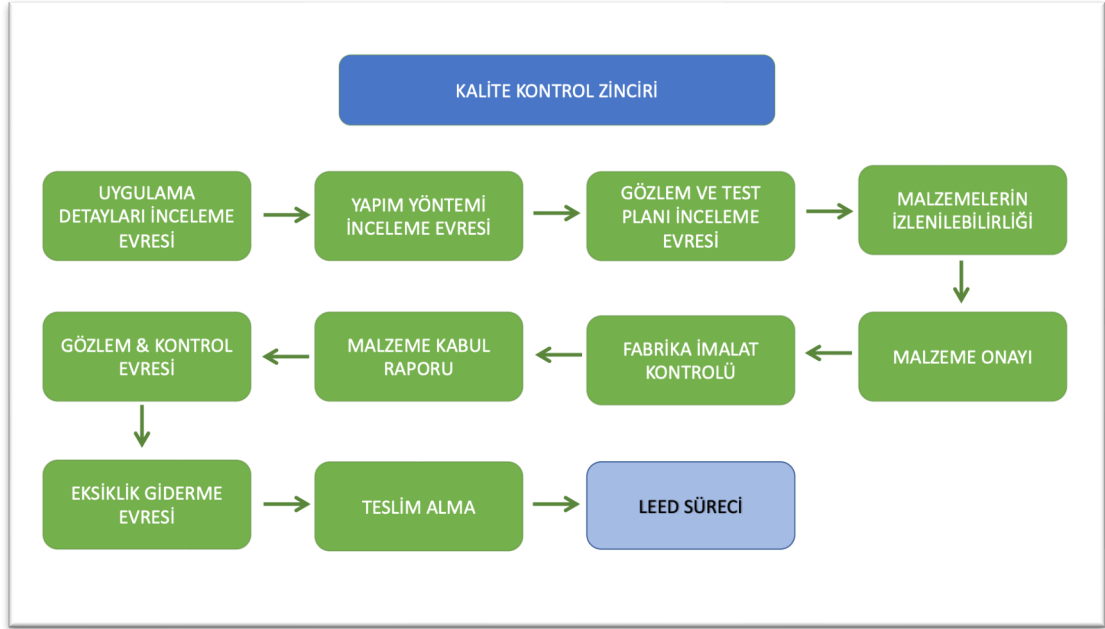 KALİTE KONTROL ZİNCİRİ
UYGULAMA
DETAYLARI İNCELEME
EVRESİ
YAPIM YÖNTEMİ
İNCELEME EVRESİ
GÖZLEM VE TEST
PLANI İNCELEME
EVRESİ
MALZEMELERİN
İZLENİLEBİLİRLİĞİ
MALZEME ONAYI
FABRİKA İMALAT
KONTROLÜ
MALZEME KABUL
RAPORU
GÖZLEM & KONTROL
EVRESİ
EKSİKLİK GİDERME
EVRESİ
TESLİM ALMA
LEED SÜRECİ